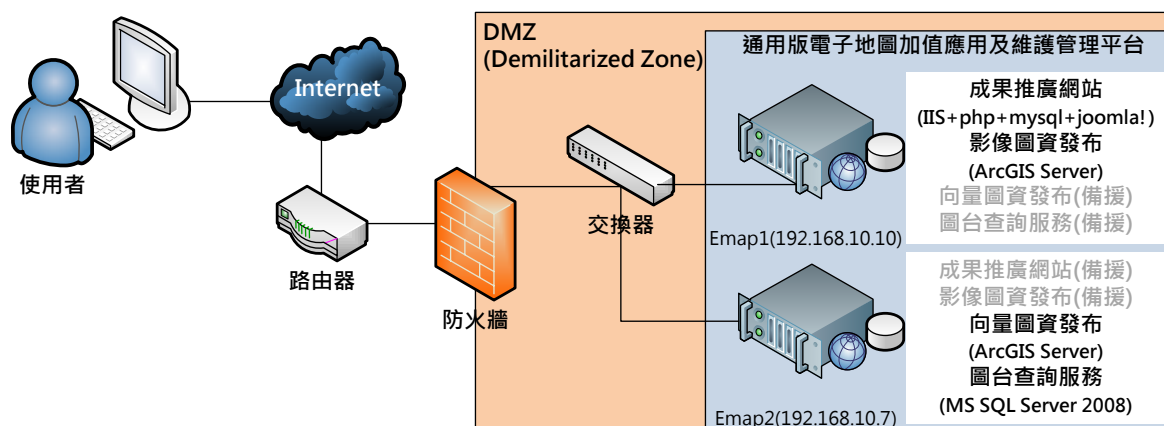 使用者
Internet
路由器
防火牆
DMZ
(Demilitarized Zone)
交換器
通用版電子地圖加值應用及維護管理平台
Emap1(192.168.10.10)
成果推廣網站
(IIS+php+mysql+joomla!)
影像圖資發布
(ArcGIS Server)
向量圖資發布(備援)
圖台查詢服務(備援)
Emap2(192.168.10.7)
成果推廣網站(備援)
影像圖資發布(備援)
向量圖資發布
(ArcGIS Server)
圖台查詢服務
(MS SQL Server 2008)